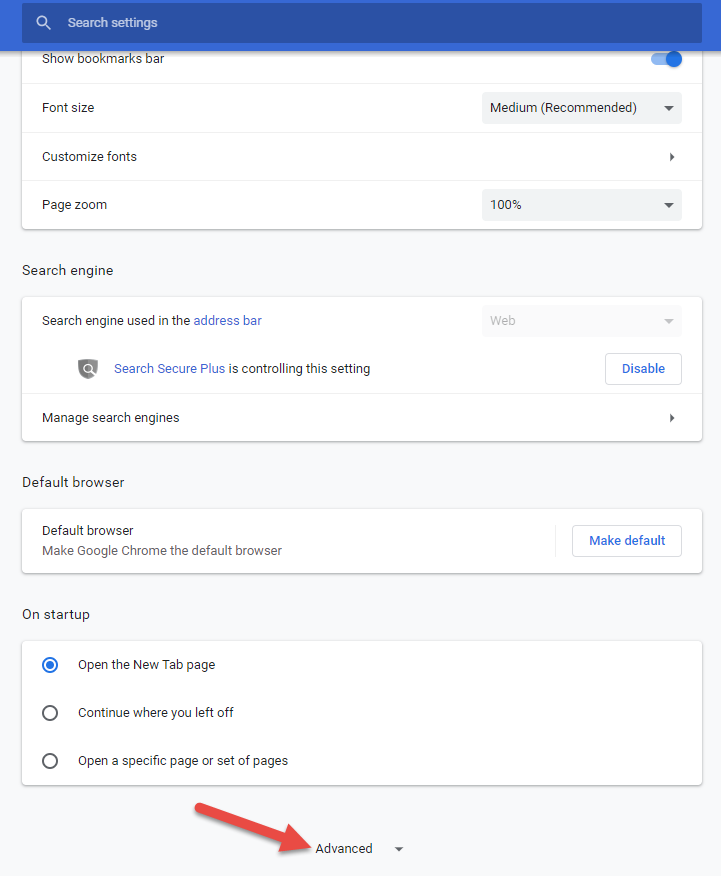 Search settings
Show bookmarks bar
Font size
Medium (Recommended)
Customize fonts
Page zoom
100%
Search engine
Search engine used in the address bar
Web
Search Secure Plus is controlling this setting
Disable
Manage search engines
Default browser
Default browser
Make Google Chrome the default browser
Make default
On startup
Open the New Tab page
Continue where you left off
Open a specific page or set of pages
Advanced